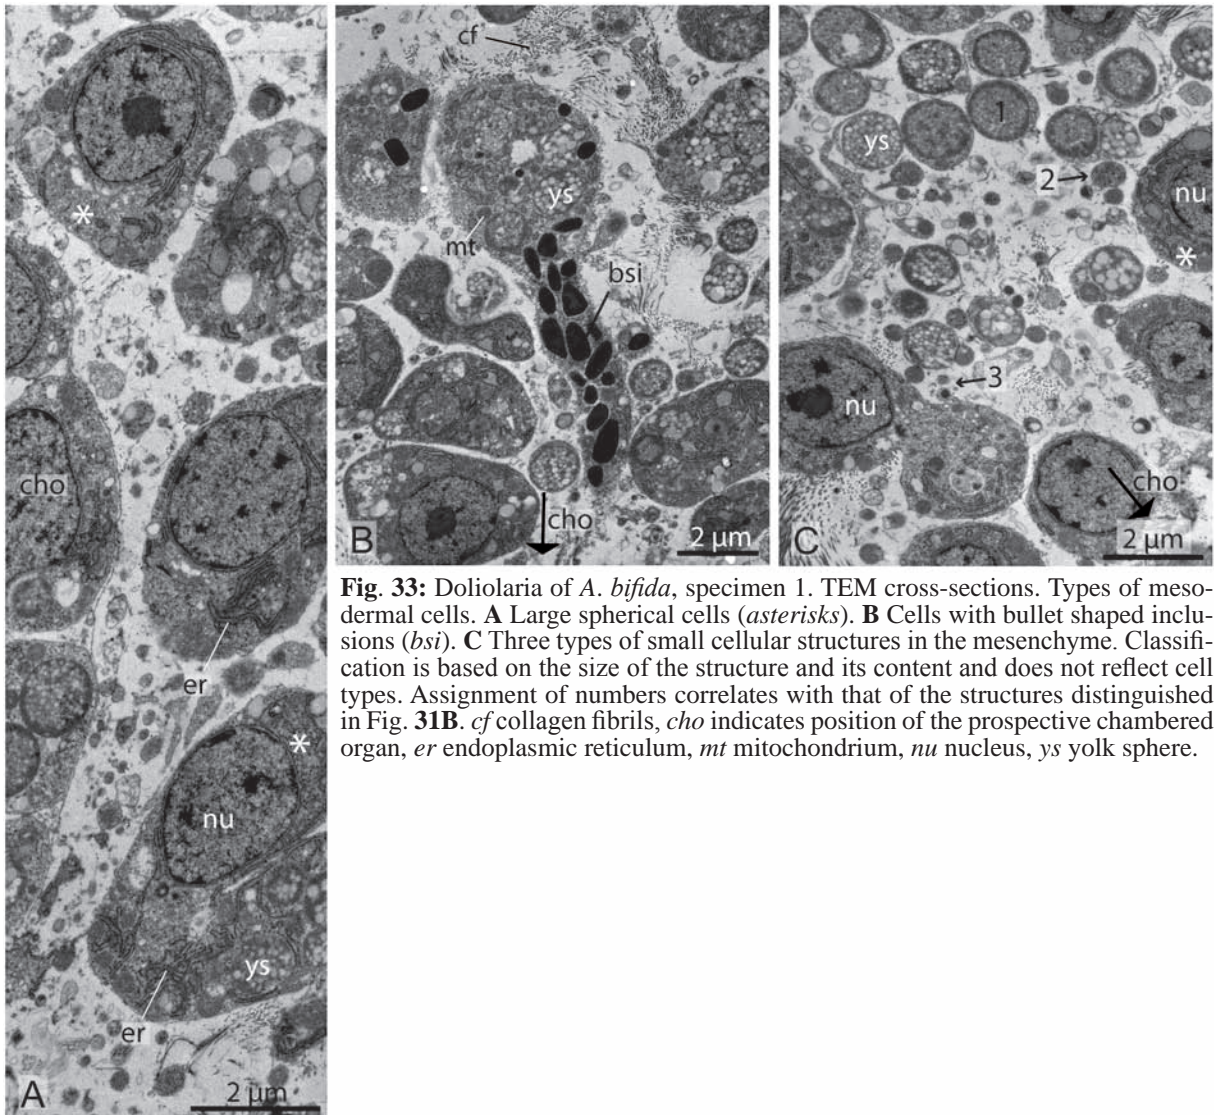 *
cho
er
*
nu
ys
er
A
2 µm
cf
ys
mt
bsi
B
cho
2 µm
1
ys
2
nu
*
3
nu
cho
C
2 µm
Fig. 33: Doliolaria of A. bifida, specimen 1. TEM cross-sections. Types of meso-
dermal cells. A Large spherical cells (asterisks). B Cells with bullet shaped inclu-
sions (bsi). C Three types of small cellular structures in the mesenchyme. Classifi-
cation is based on the size of the structure and its content and does not reflect cell
types. Assignment of numbers correlates with that of the structures distinguished
in Fig. 31B. cf collagen fibrils, cho indicates position of the prospective chambered
organ, er endoplasmic reticulum, mt mitochondrium, nu nucleus, ys yolk sphere.